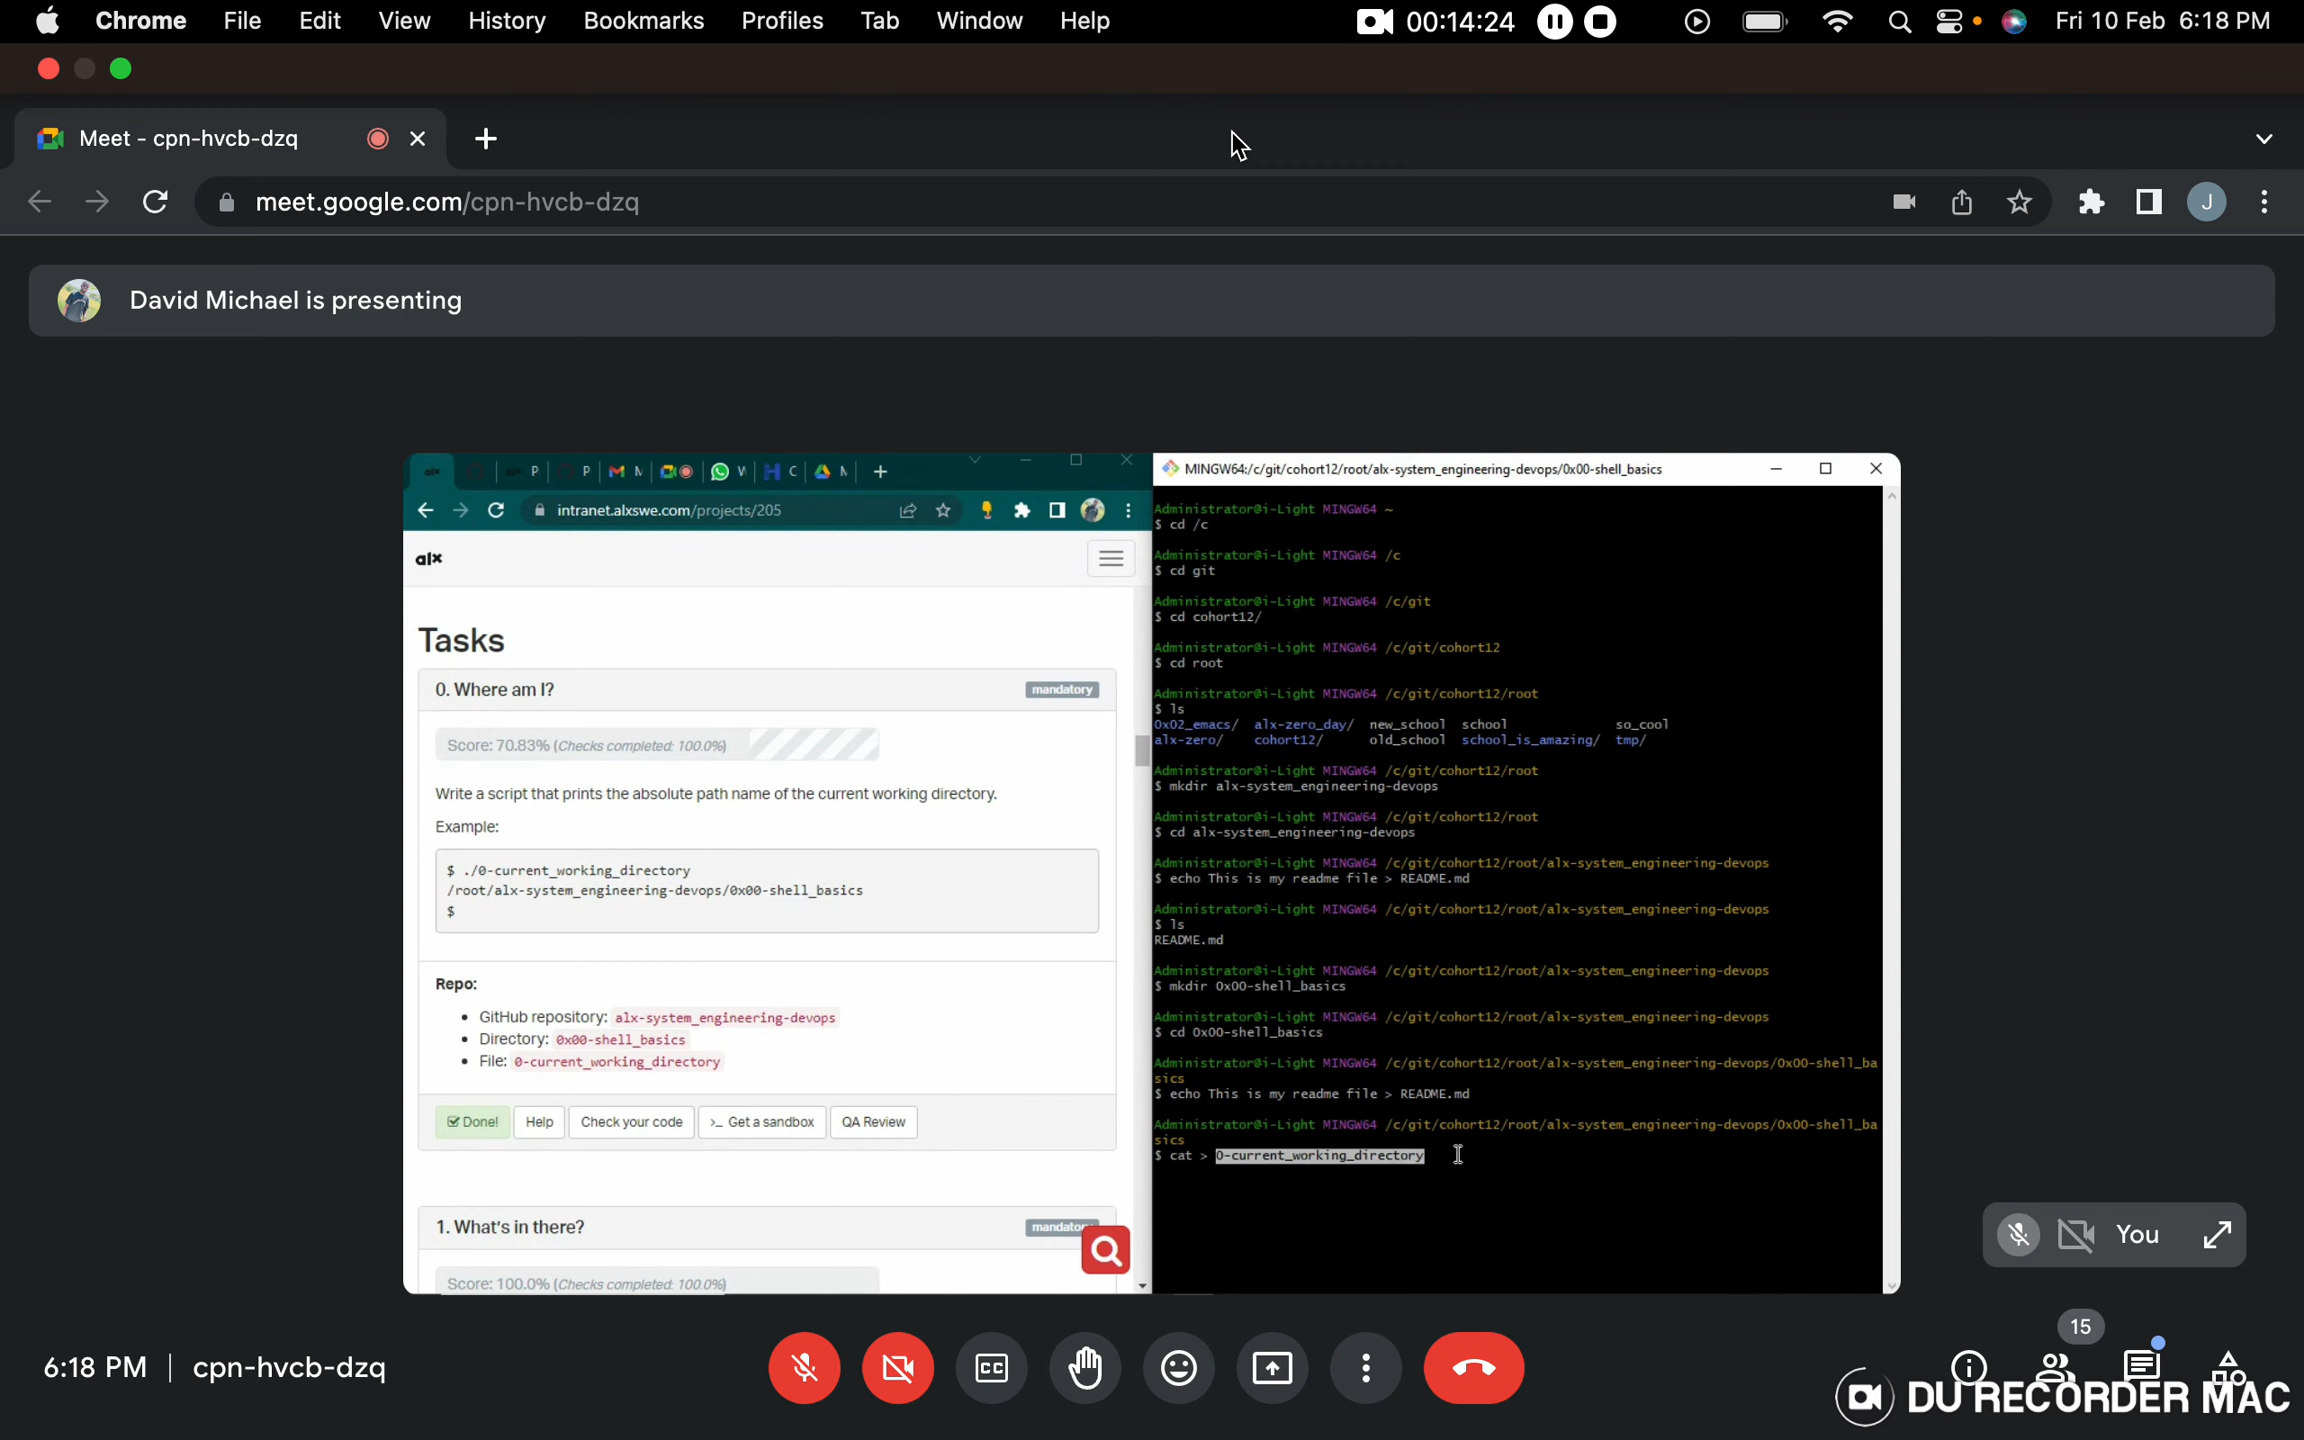 Chrome File Edit View History Bookmarks Profiles Tab Window Help 00:14:24 Fri 10 Feb 6:18 PM
Meet - cpn-hvcb-dzq
meet.google.com/cpn-hvcb-dzq J
David Michael is presenting
alx P P M W C M
intranet.alxswe.com/projects/205
alx
Tasks
0. Where am I? mandatory
Score: 70.83% (Checks completed: 100.0%)
Write a script that prints the absolute path name of the current working directory.
Example:
$ ./0-current_working_directory
/root/alx-system_engineering-devops/0x00-shell_basics
$
Repo:
• GitHub repository: alx-system_engineering-devops
• Directory: 0x00-shell_basics
• File: 0-current_working_directory
Done! Help Check your code >_ Get a sandbox QA Review
1. What's in there? mandatory
Score: 100.0% (Checks completed: 100.0%)
MINGW64:/c/git/cohort12/root/alx-system_engineering-devops/0x00-shell_basics
Administrator@i-Light MINGW64 ~
$ cd /c
Administrator@i-Light MINGW64 /c
$ cd git
Administrator@i-Light MINGW64 /c/git
$ cd cohort12/
Administrator@i-Light MINGW64 /c/git/cohort12
$ cd root
Administrator@i-Light MINGW64 /c/git/cohort12/root
$ ls
0x02_emacs/ alx-zero_day/ new_school school so_cool
alx-zero/ cohort12/ old_school school_is_amazing/ tmp/
Administrator@i-Light MINGW64 /c/git/cohort12/root
$ mkdir alx-system_engineering-devops
Administrator@i-Light MINGW64 /c/git/cohort12/root
$ cd alx-system_engineering-devops
Administrator@i-Light MINGW64 /c/git/cohort12/root/alx-system_engineering-devops
$ echo This is my readme file > README.md
Administrator@i-Light MINGW64 /c/git/cohort12/root/alx-system_engineering-devops
$ ls
README.md
Administrator@i-Light MINGW64 /c/git/cohort12/root/alx-system_engineering-devops
$ mkdir 0x00-shell_basics
Administrator@i-Light MINGW64 /c/git/cohort12/root/alx-system_engineering-devops
$ cd 0x00-shell_basics
Administrator@i-Light MINGW64 /c/git/cohort12/root/alx-system_engineering-devops/0x00-shell_ba
sics
$ echo This is my readme file > README.md
Administrator@i-Light MINGW64 /c/git/cohort12/root/alx-system_engineering-devops/0x00-shell_ba
sics
$ cat > 0-current_working_directory
You
15
6:18 PM | cpn-hvcb-dzq
CC
DU RECORDER MAC